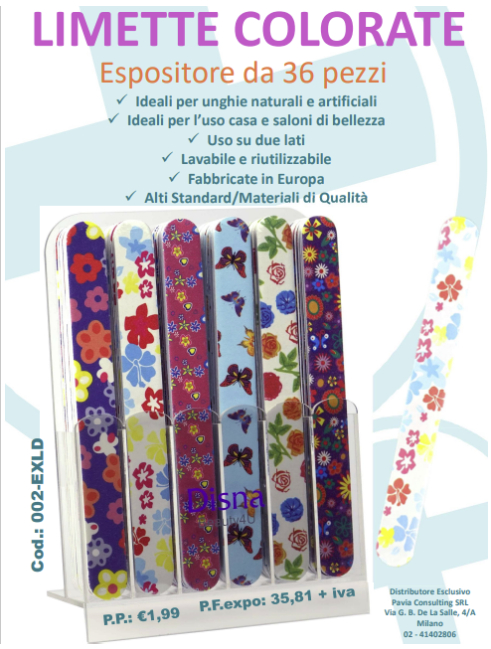 LIMETTE COLORATE
Espositore da 36 pezzi
✓ Ideali per unghie naturali e artificiali
✓ Ideali per l'uso casa e saloni di bellezza
✓ Uso su due lati
✓ Lavabile e riutilizzabile
✓ Fabbricate in Europa
✓ Alti Standard/Materiali di Qualità
Cod.: 002-EXLD
Disna
Beauty4U
P.P.: €1,99
P.F.expo: 35,81 + iva
Distributore Esclusivo
Pavia Consulting SRL
Via G. B. De La Salle, 4/A
Milano
02 - 41402806